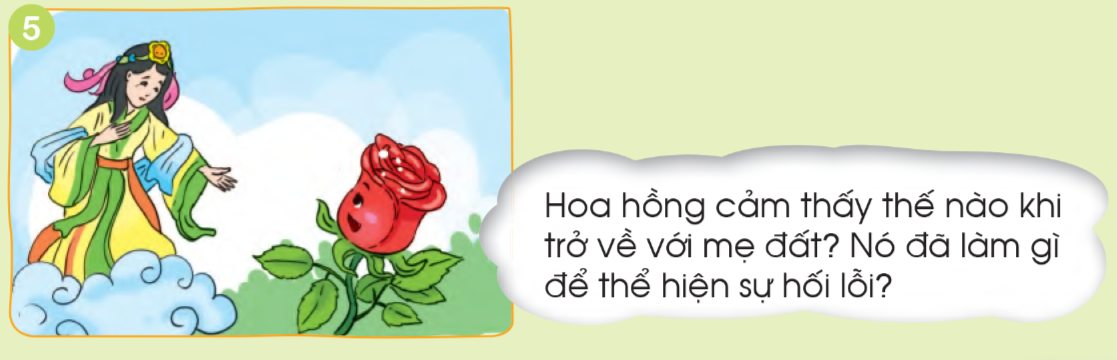 5
Hoa hồng cảm thấy thế nào khi
trở về với mẹ đất? Nó đã làm gì
để thể hiện sự hối lỗi?